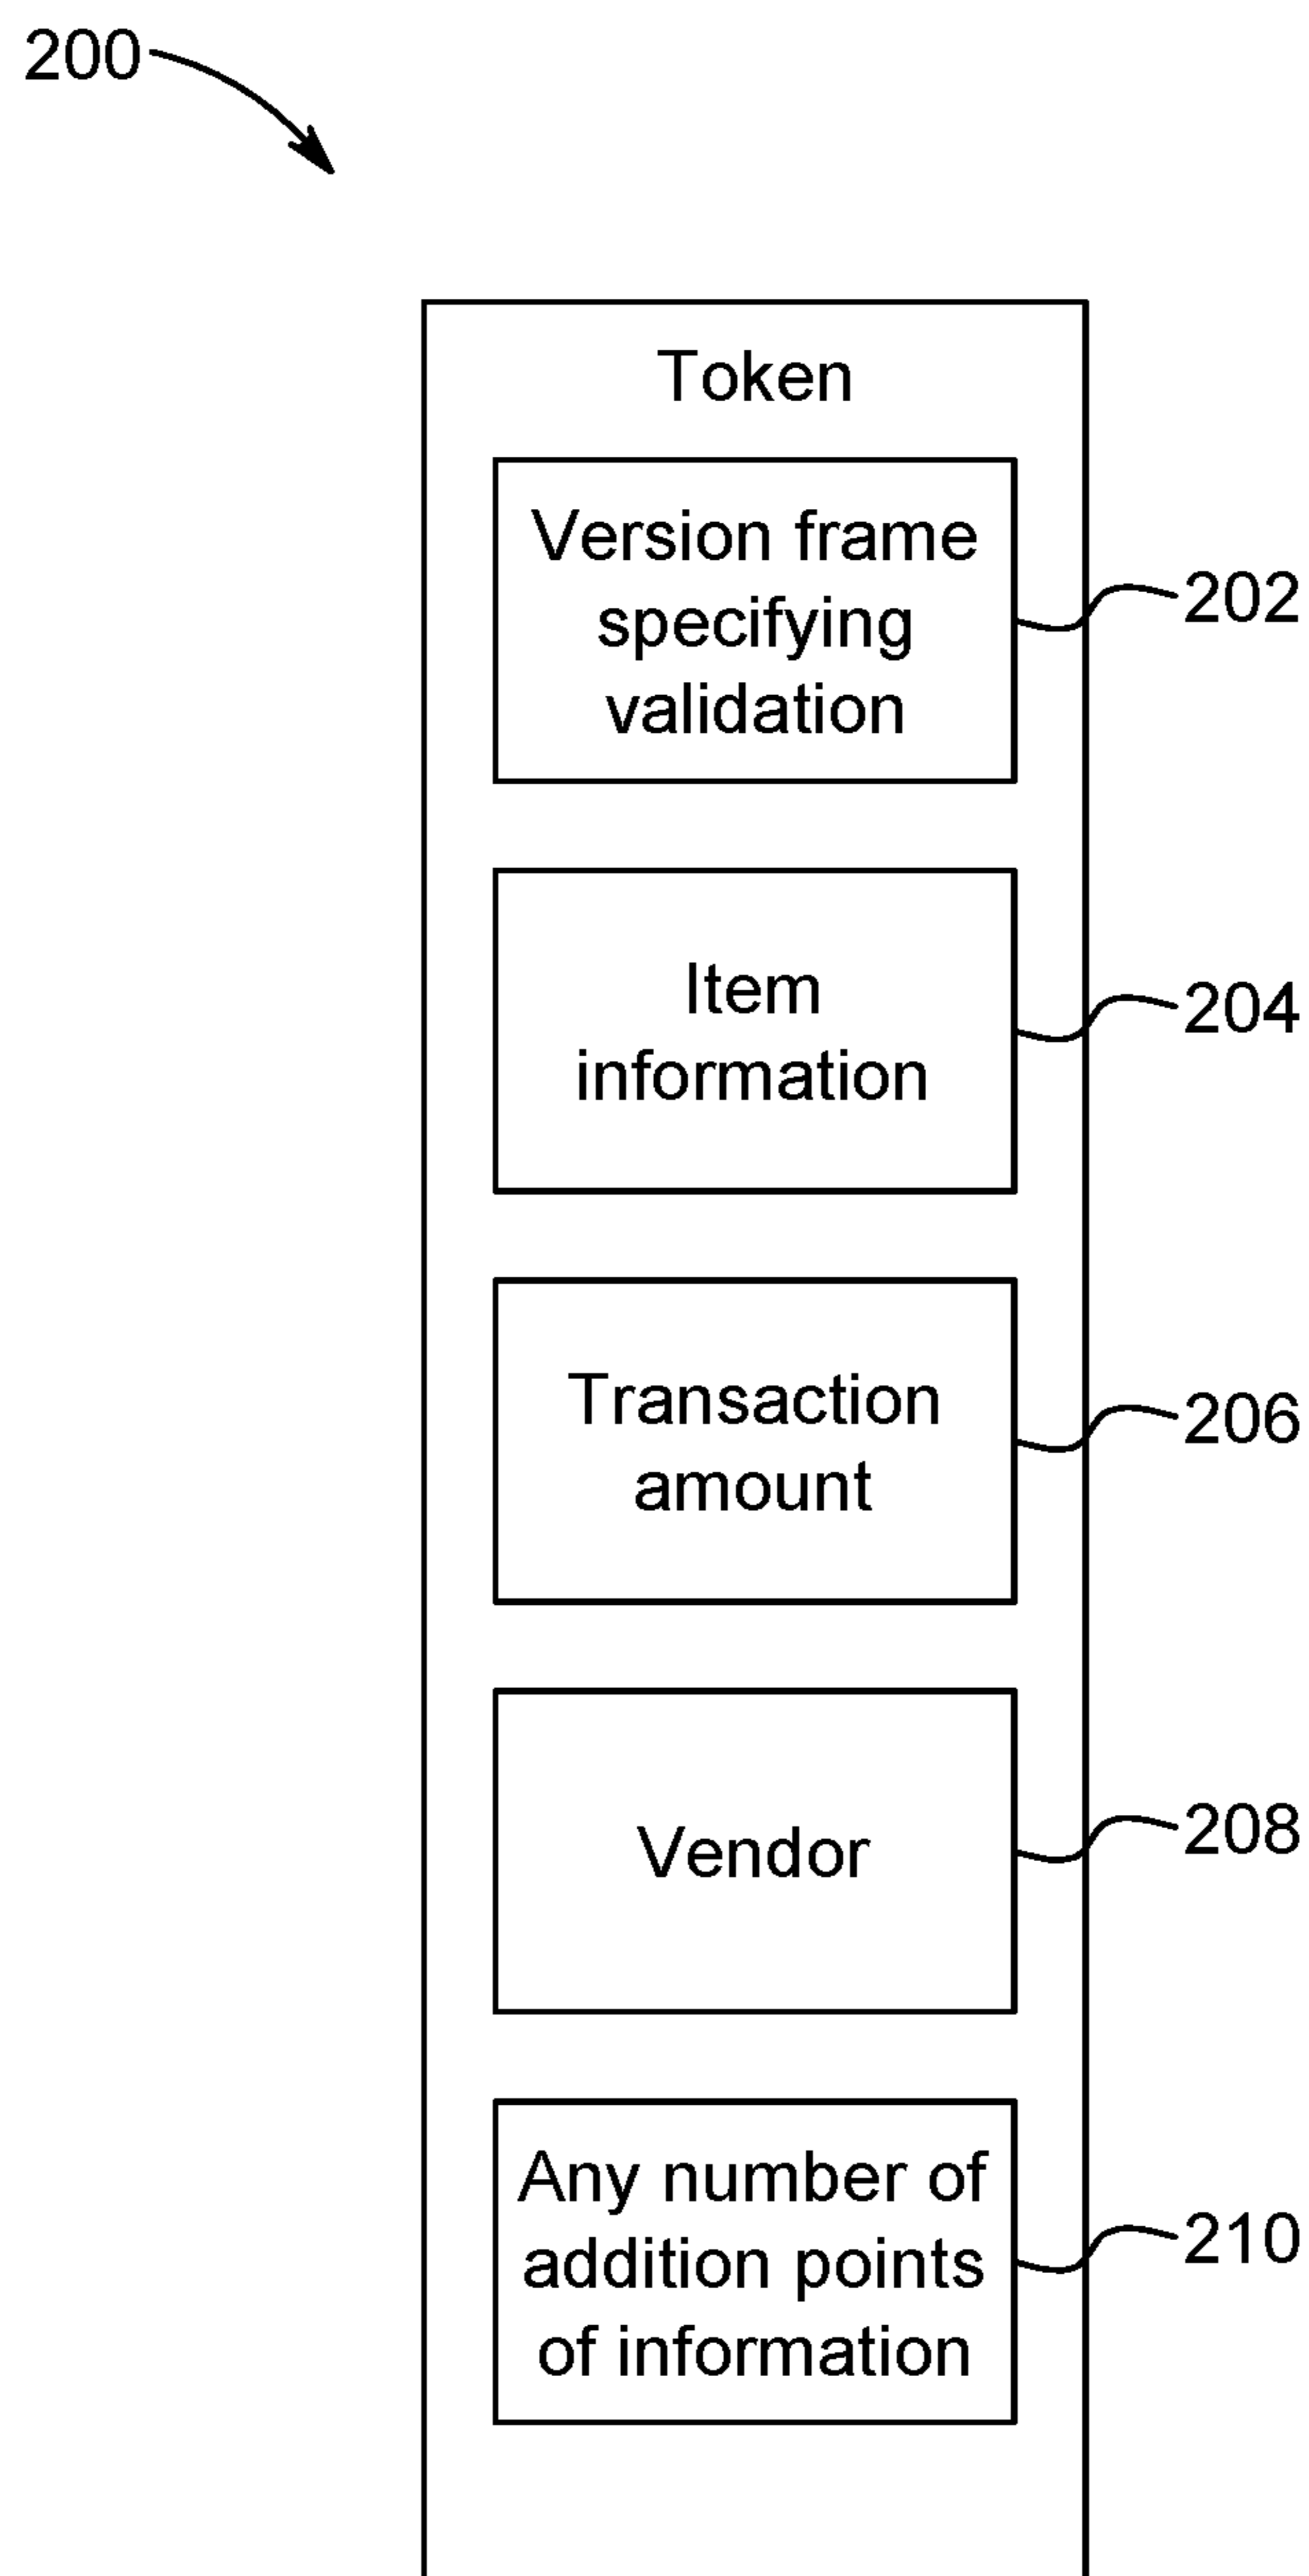 200
Token
Version frame
specifying
validation
202
Item
information
204
Transaction
amount
206
Vendor
208
Any number of
addition points
of information
210